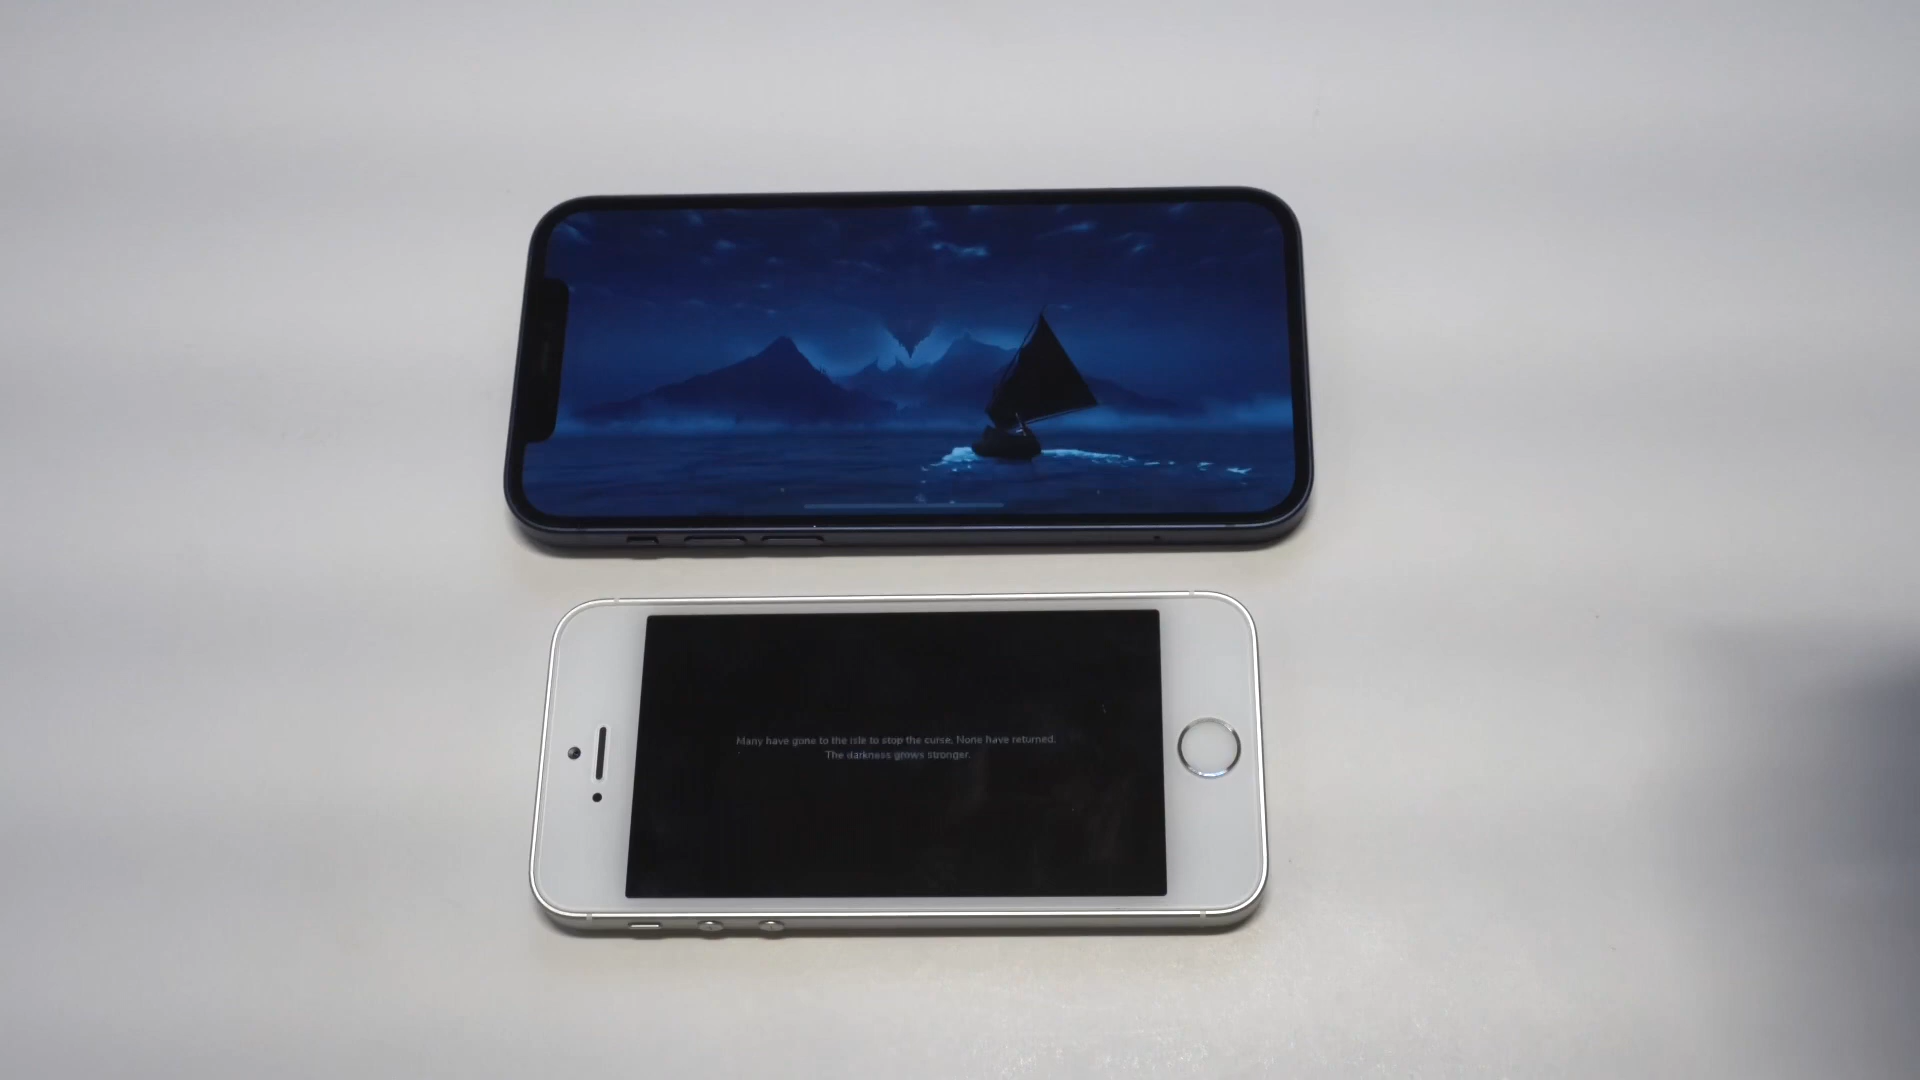 Many have gone to the isle to stop the curse. None have returned.
The darkness grows stronger.